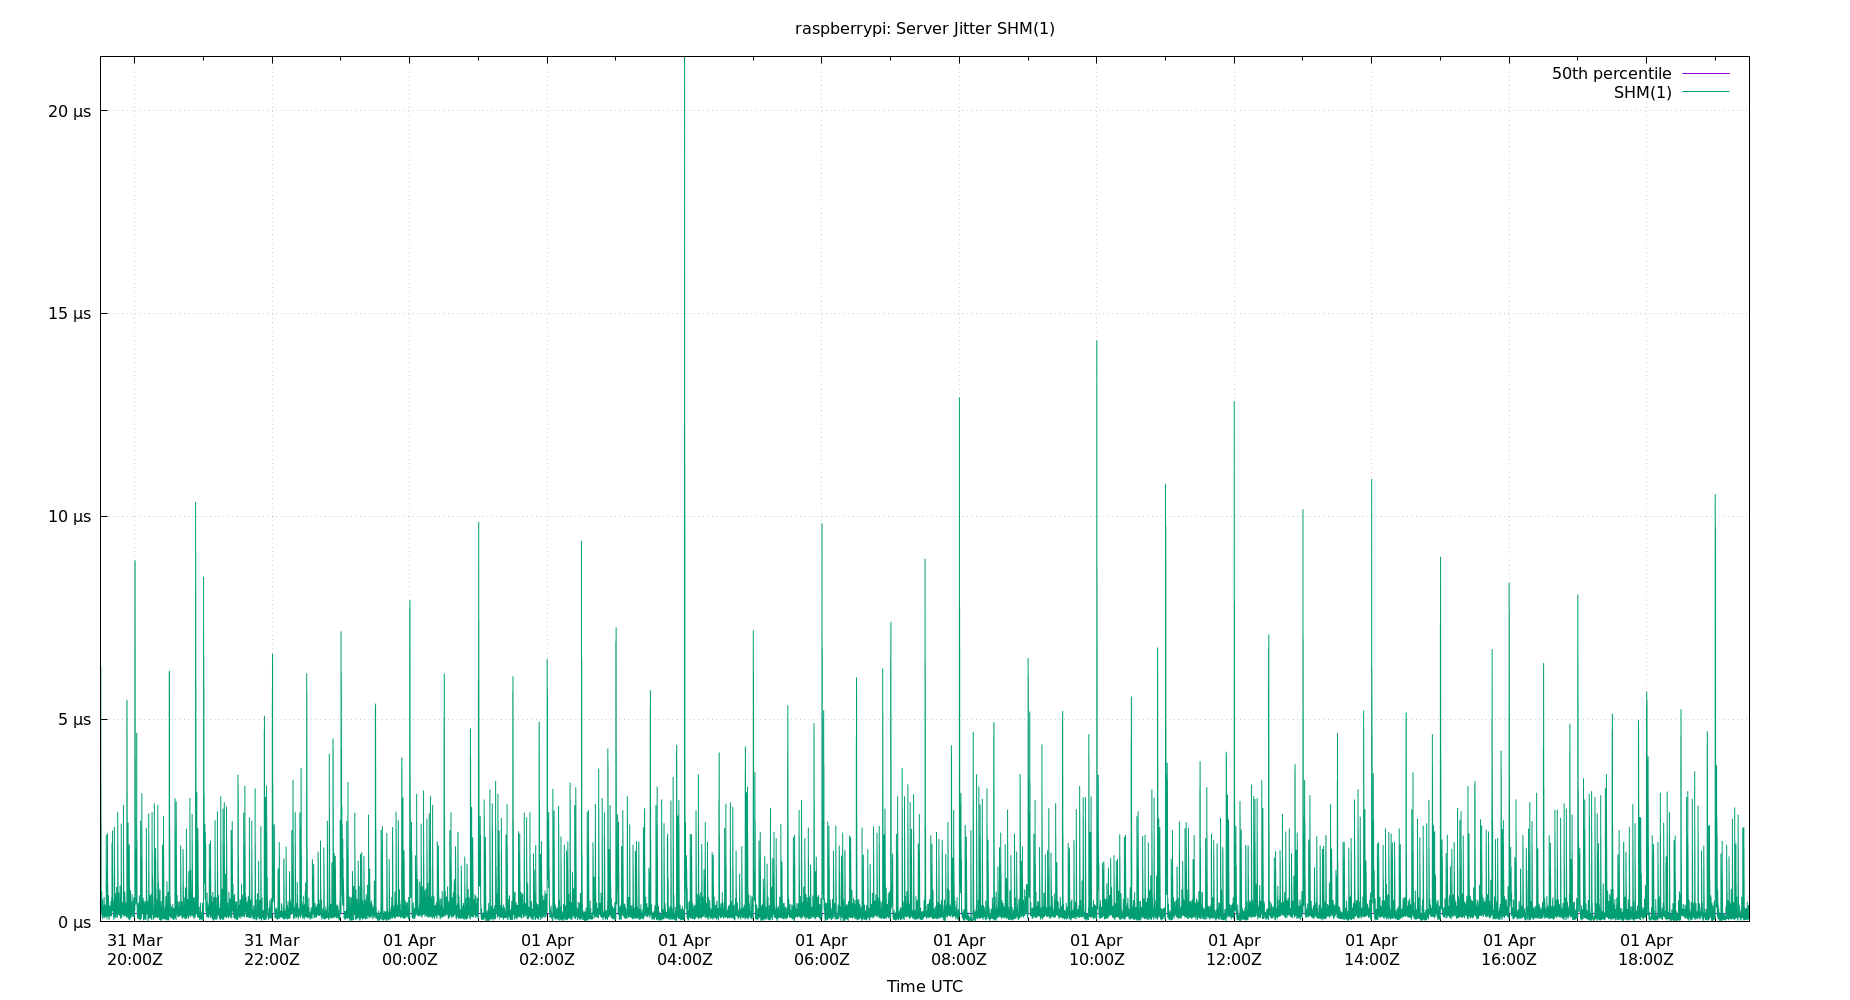 raspberrypi: Server Jitter SHM(1)
50th percentile
SHM(1)
20 µs
15 µs
10 µs
5 µs
0 µs
31 Mar 31 Mar 01 Apr 01 Apr 01 Apr 01 Apr 01 Apr 01 Apr 01 Apr 01 Apr 01 Apr 01 Apr
20:00Z 22:00Z 00:00Z 02:00Z 04:00Z 06:00Z 08:00Z 10:00Z 12:00Z 14:00Z 16:00Z 18:00Z
Time UTC